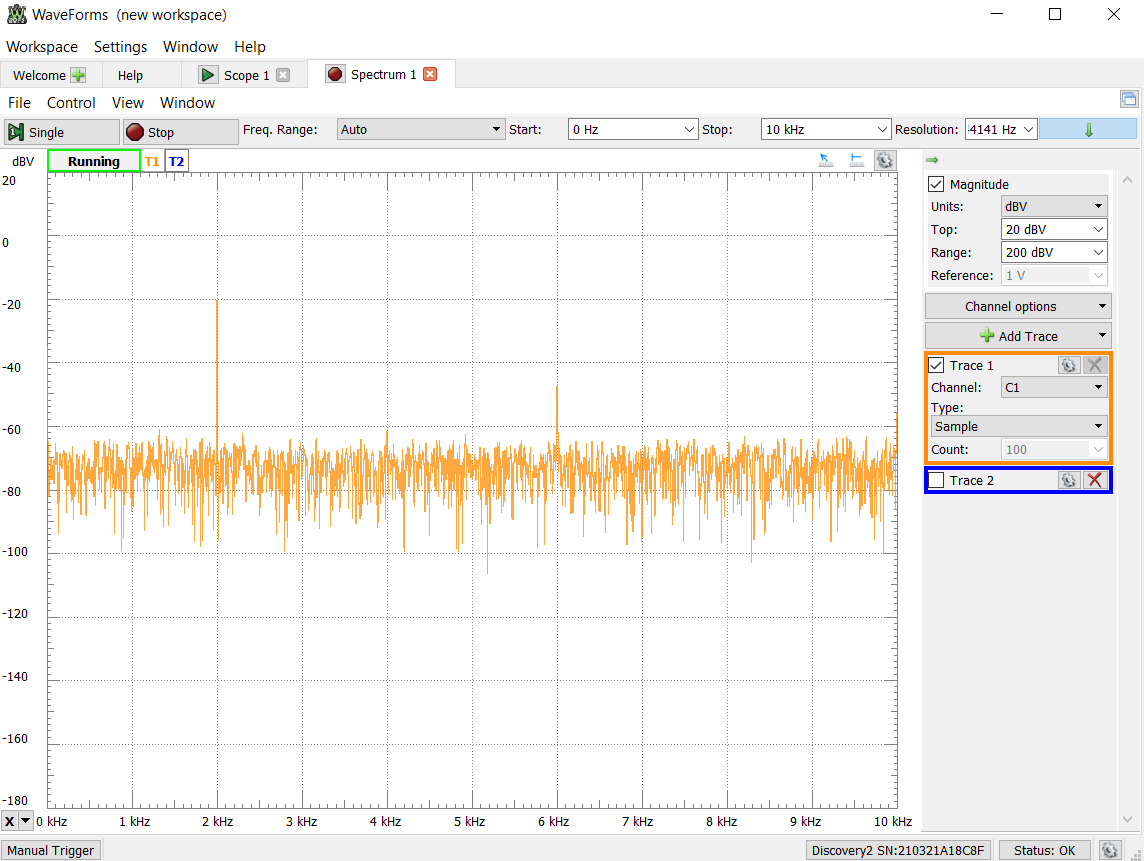 WaveForms (new workspace)
Workspace Settings Window Help
Welcome Help Scope 1 Spectrum 1
File Control View Window
Single Stop Freq. Range: Auto Start: 0 Hz Stop: 10 kHz Resolution: 4141 Hz
dBV Running T1 T2
20
0
-20
-40
-60
-80
-100
-120
-140
-160
-180
X 0 kHz 1 kHz 2 kHz 3 kHz 4 kHz 5 kHz 6 kHz 7 kHz 8 kHz 9 kHz 10 kHz
Magnitude
Units: dBV
Top: 20 dBV
Range: 200 dBV
Reference: 1 V
Channel options
Add Trace
Trace 1
Channel: C1
Type:
Sample
Count: 100
Trace 2
Manual Trigger Discovery2 SN:210321A18C8F Status: OK